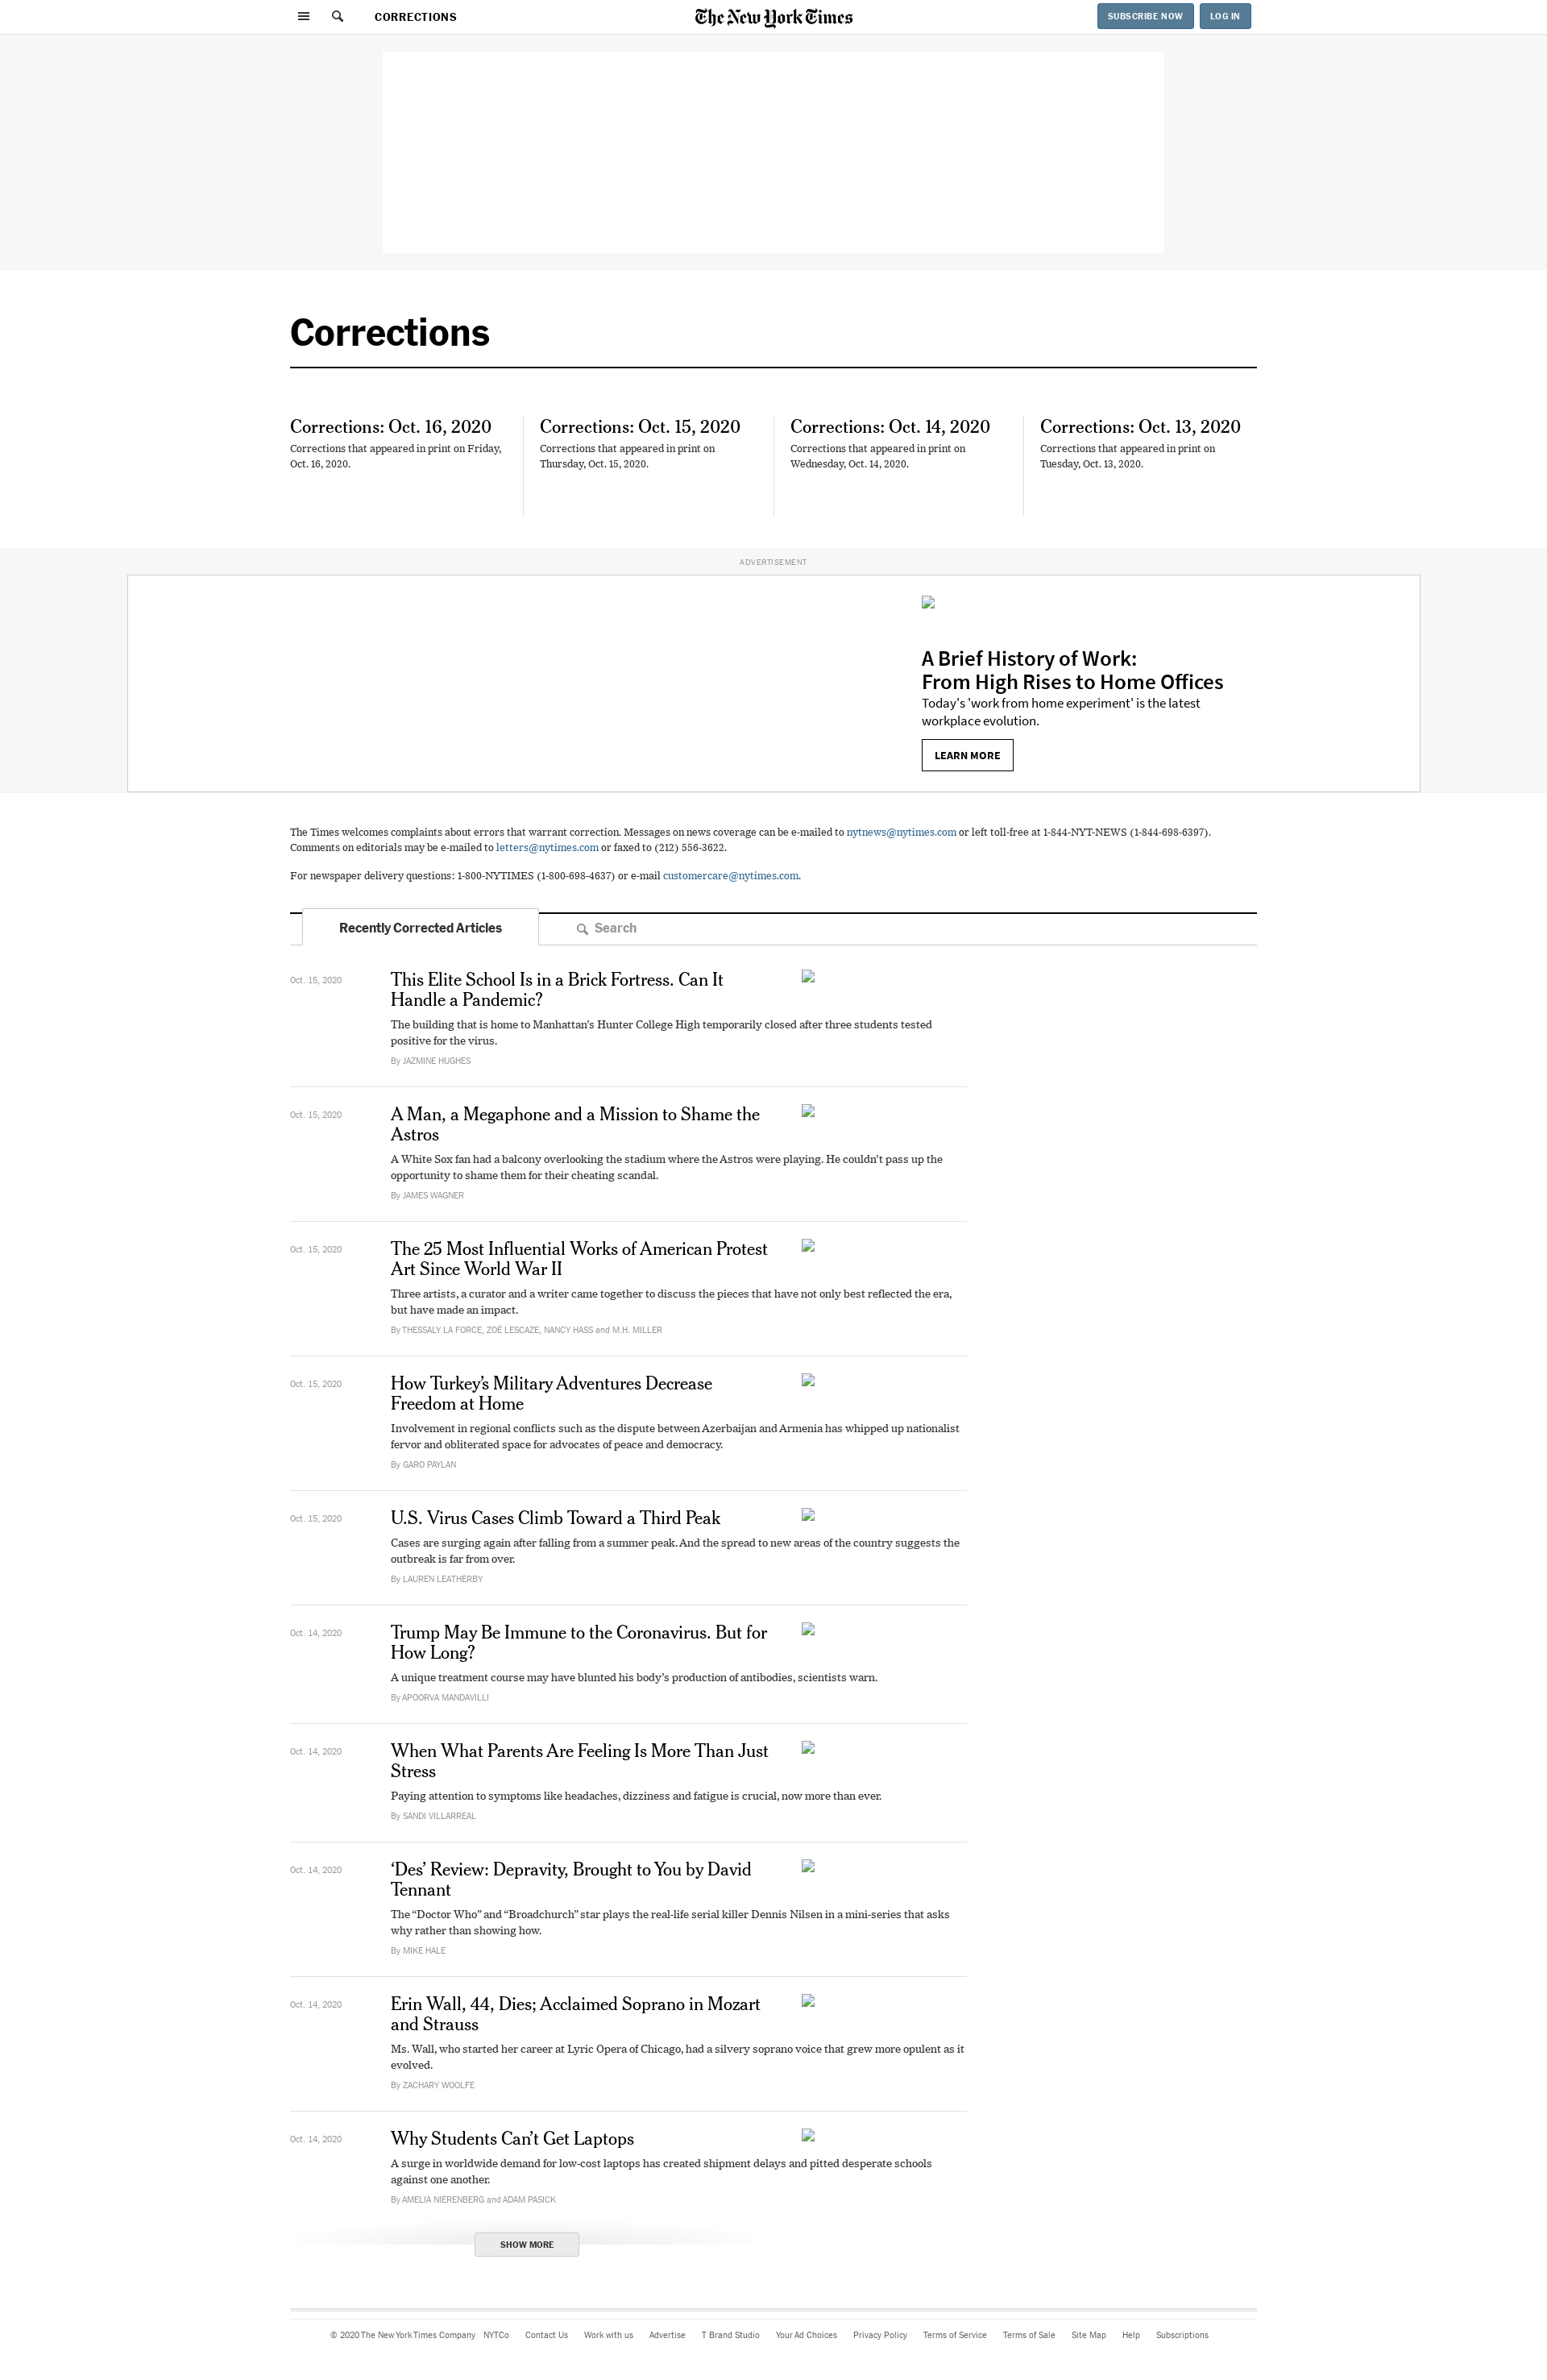 CORRECTIONS
The New York Times
SUBSCRIBE NOW
LOG IN
Corrections
Corrections: Oct. 16, 2020
Corrections that appeared in print on Friday,
Oct. 16, 2020.
Corrections: Oct. 15, 2020
Corrections that appeared in print on
Thursday, Oct. 15, 2020.
Corrections: Oct. 14, 2020
Corrections that appeared in print on
Wednesday, Oct. 14, 2020.
Corrections: Oct. 13, 2020
Corrections that appeared in print on
Tuesday, Oct. 13, 2020.
ADVERTISEMENT
A Brief History of Work:
From High Rises to Home Offices
Today's 'work from home experiment' is the latest
workplace evolution.
LEARN MORE
The Times welcomes complaints about errors that warrant correction. Messages on news coverage can be e-mailed to nytnews@nytimes.com or left toll-free at 1-844-NYT-NEWS (1-844-698-6397).
Comments on editorials may be e-mailed to letters@nytimes.com or faxed to (212) 556-3622.
For newspaper delivery questions: 1-800-NYTIMES (1-800-698-4637) or e-mail customercare@nytimes.com.
Recently Corrected Articles
Search
Oct. 15, 2020
This Elite School Is in a Brick Fortress. Can It
Handle a Pandemic?
The building that is home to Manhattan’s Hunter College High temporarily closed after three students tested
positive for the virus.
By JAZMINE HUGHES
Oct. 15, 2020
A Man, a Megaphone and a Mission to Shame the
Astros
A White Sox fan had a balcony overlooking the stadium where the Astros were playing. He couldn’t pass up the
opportunity to shame them for their cheating scandal.
By JAMES WAGNER
Oct. 15, 2020
The 25 Most Influential Works of American Protest
Art Since World War II
Three artists, a curator and a writer came together to discuss the pieces that have not only best reflected the era,
but have made an impact.
By THESSALY LA FORCE, ZOË LESCAZE, NANCY HASS and M.H. MILLER
Oct. 15, 2020
How Turkey’s Military Adventures Decrease
Freedom at Home
Involvement in regional conflicts such as the dispute between Azerbaijan and Armenia has whipped up nationalist
fervor and obliterated space for advocates of peace and democracy.
By GARO PAYLAN
Oct. 15, 2020
U.S. Virus Cases Climb Toward a Third Peak
Cases are surging again after falling from a summer peak. And the spread to new areas of the country suggests the
outbreak is far from over.
By LAUREN LEATHERBY
Oct. 14, 2020
Trump May Be Immune to the Coronavirus. But for
How Long?
A unique treatment course may have blunted his body’s production of antibodies, scientists warn.
By APOORVA MANDAVILLI
Oct. 14, 2020
When What Parents Are Feeling Is More Than Just
Stress
Paying attention to symptoms like headaches, dizziness and fatigue is crucial, now more than ever.
By SANDI VILLARREAL
Oct. 14, 2020
‘Des’ Review: Depravity, Brought to You by David
Tennant
The “Doctor Who” and “Broadchurch” star plays the real-life serial killer Dennis Nilsen in a mini-series that asks
why rather than showing how.
By MIKE HALE
Oct. 14, 2020
Erin Wall, 44, Dies; Acclaimed Soprano in Mozart
and Strauss
Ms. Wall, who started her career at Lyric Opera of Chicago, had a silvery soprano voice that grew more opulent as it
evolved.
By ZACHARY WOOLFE
Oct. 14, 2020
Why Students Can’t Get Laptops
A surge in worldwide demand for low-cost laptops has created shipment delays and pitted desperate schools
against one another.
By AMELIA NIERENBERG and ADAM PASICK
SHOW MORE
© 2020 The New York Times Company NYTCo Contact Us Work with us Advertise T Brand Studio Your Ad Choices Privacy Policy Terms of Service Terms of Sale Site Map Help Subscriptions